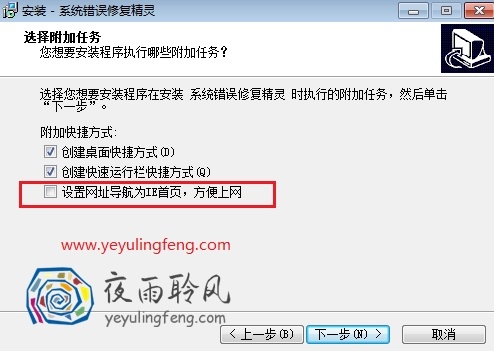 安装 - 系统错误修复精灵
选择附加任务
您想要安装程序执行哪些附加任务？
选择您想要安装程序在安装 系统错误修复精灵 时执行的附加任务，然后单击
“下一步”。
附加快捷方式:
创建桌面快捷方式(D)
创建快速运行栏快捷方式(Q)
设置网址导航为IE首页，方便上网
www.yeyulingfeng.com
夜雨聆风
yeyulingfeng.com
< 上一步(B)
下一步(N) >
取消